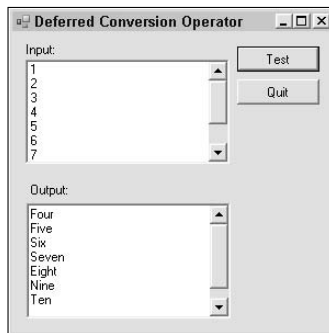 Deferred Conversion Operator
Input:
Test
1
2
Quit
3
4
5
6
7
Output:
Four
Five
Six
Seven
Eight
Nine
Ten